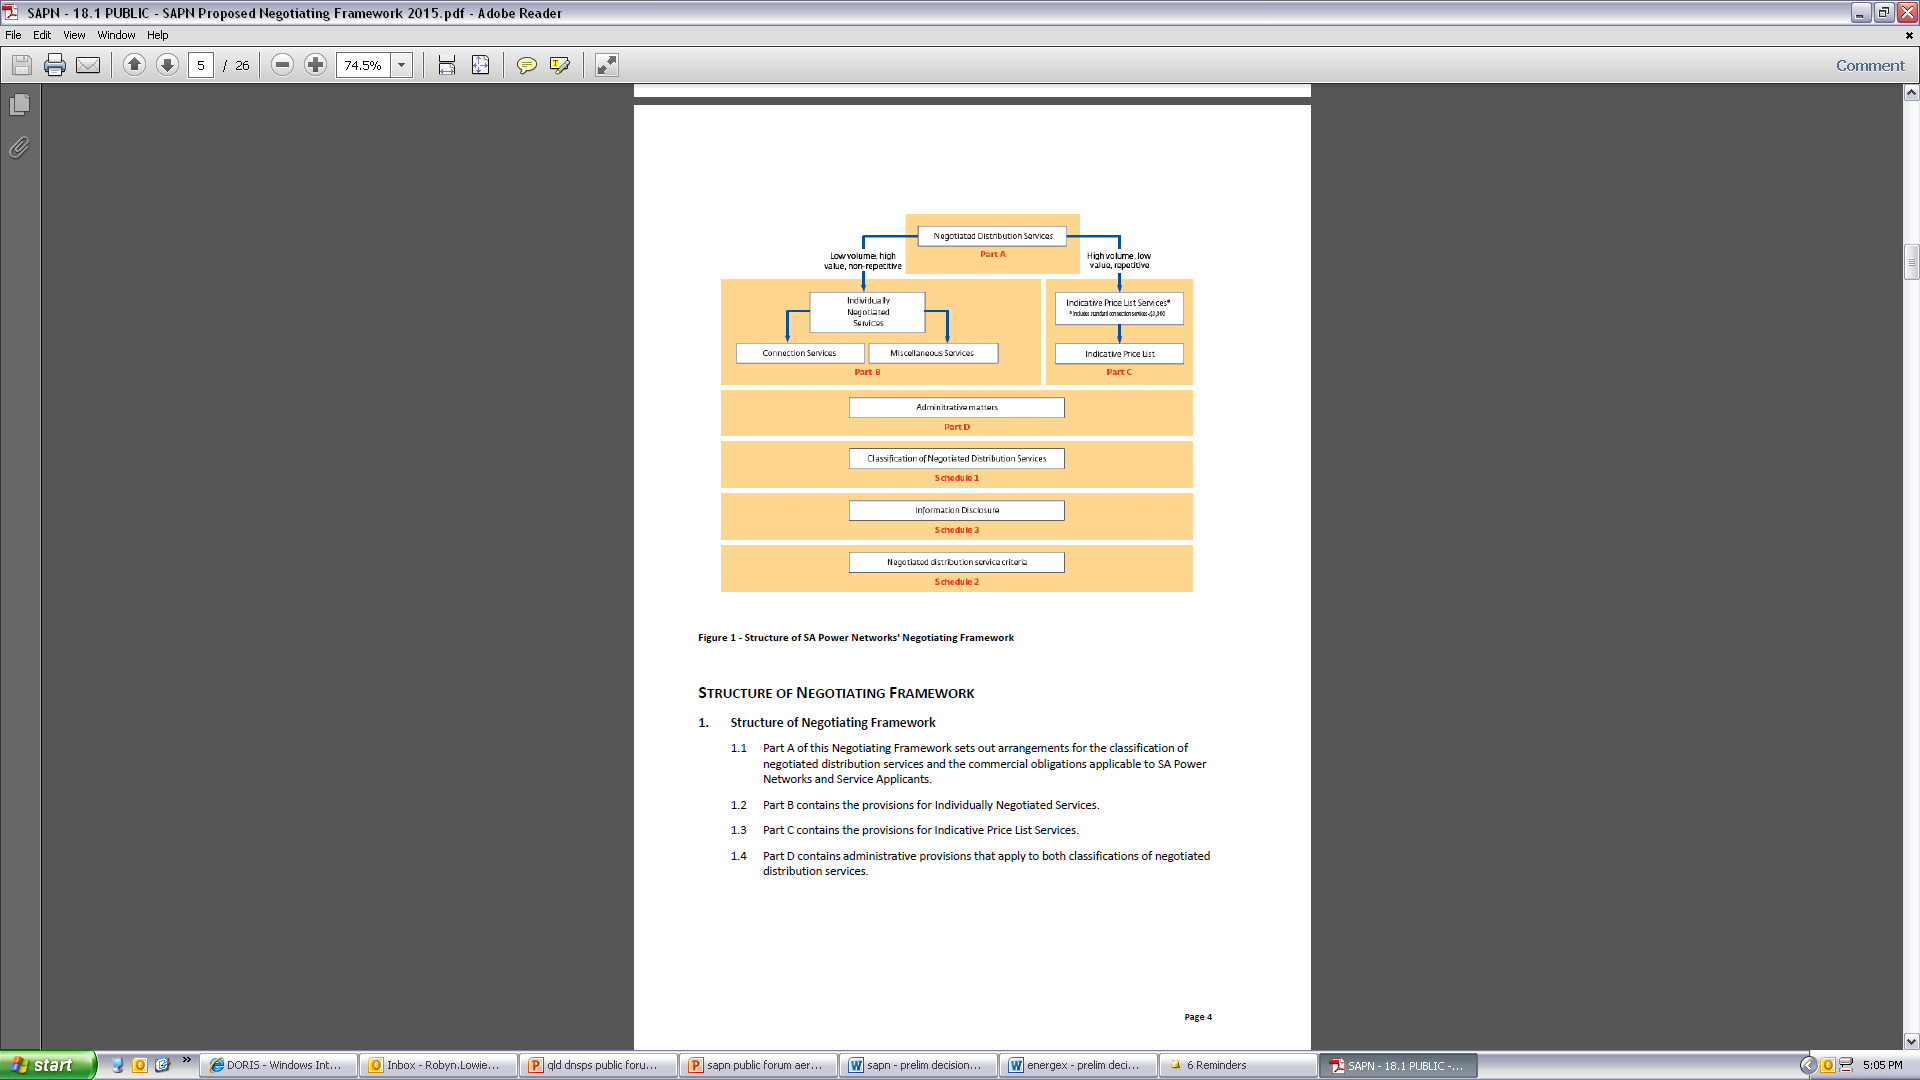 SAPN - 18.1 PUBLIC - SAPN Proposed Negotiating Framework 2015.pdf - Adobe Reader
File Edit View Window Help
5 / 26
74.5%
Comment
Negotiated Distribution Services
Part A
Low volume, high
value, non-repetitive
High volume, low
value, repetitive
Individually
Negotiated
Services
Connection Services
Miscellaneous Services
Part B
Indicative Price List Services*
* Includes standard connection services
Indicative Price List
Part C
Adminitrative matters
Part D
Classification of Negotiated Distribution Services
Schedule 1
Information Disclosure
Schedule 3
Negotiated distribution service criteria
Schedule 2
Figure 1 - Structure of SA Power Networks' Negotiating Framework
STRUCTURE OF NEGOTIATING FRAMEWORK
1. Structure of Negotiating Framework
1.1 Part A of this Negotiating Framework sets out arrangements for the classification of
negotiated distribution services and the commercial obligations applicable to SA Power
Networks and Service Applicants.
1.2 Part B contains the provisions for Individually Negotiated Services.
1.3 Part C contains the provisions for Indicative Price List Services.
1.4 Part D contains administrative provisions that apply to both classifications of negotiated
distribution services.
Page 4
start
DORIS - Windows Int...
Inbox - Robyn.Lowie...
qld dnsps public foru...
sapn public forum aer...
sapn - prelim decision...
energex - prelim deci...
6 Reminders
SAPN - 18.1 PUBLIC -...
5:05 PM